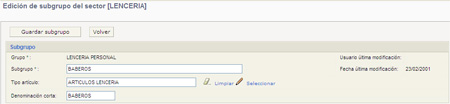 Edición de subgrupo del sector [LENCERIA]
Guardar subgrupo Volver
Subgrupo
Grupo * : LENCERIA PERSONAL Usuario última modificación:
Subgrupo * : BABEROS Fecha última modificación: 23/02/2001
Tipo artículo: ARTICULOS LENCERIA Limpiar Seleccionar
Denominación corta: BABEROS